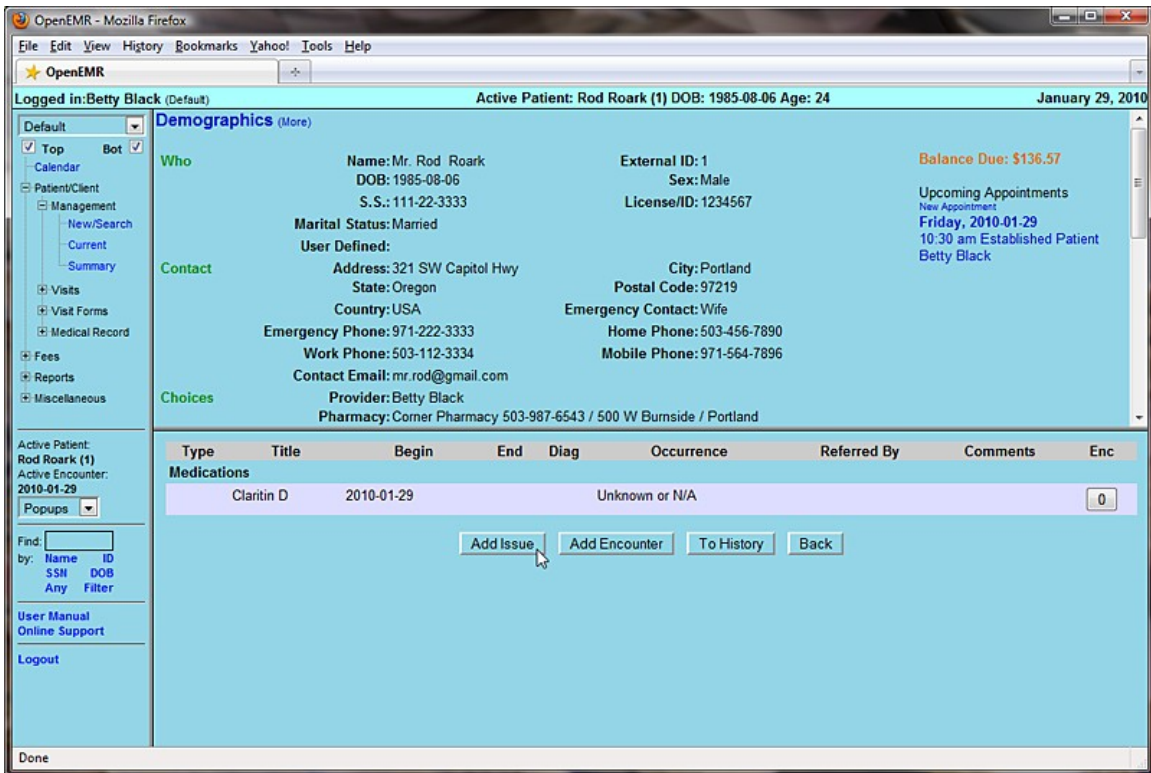 OpenEMR - Mozilla Firefox
File Edit View History Bookmarks Yahoo! Tools Help
OpenEMR
Logged in:Betty Black (Default) Active Patient: Rod Roark (1) DOB: 1985-08-06 Age: 24 January 29, 2010
Default
Top Bot
Calendar
Patient/Client
Management
New/Search
Current
Summary
Visits
Visit Forms
Medical Record
Fees
Reports
Miscellaneous
Active Patient:
Rod Roark (1)
Active Encounter:
2010-01-29
Popups
Find:
by: Name ID
SSN DOB
Any Filter
User Manual
Online Support
Logout
Demographics (More)
Who Name: Mr. Rod Roark External ID: 1
DOB: 1985-08-06 Sex: Male
S.S.: 111-22-3333 License/ID: 1234567
Marital Status: Married
User Defined:
Contact Address: 321 SW Capitol Hwy City: Portland
State: Oregon Postal Code: 97219
Country: USA Emergency Contact: Wife
Emergency Phone: 971-222-3333 Home Phone: 503-456-7890
Work Phone: 503-112-3334 Mobile Phone: 971-564-7896
Contact Email: mr.rod@gmail.com
Choices Provider: Betty Black
Pharmacy: Corner Pharmacy 503-987-6543 / 500 W Burnside / Portland
Balance Due: $136.57
Upcoming Appointments
New Appointment
Friday, 2010-01-29
10:30 am Established Patient
Betty Black
Type Title Begin End Diag Occurrence Referred By Comments Enc
Medications
Claritin D 2010-01-29 Unknown or N/A 0
Add Issue Add Encounter To History Back
Done